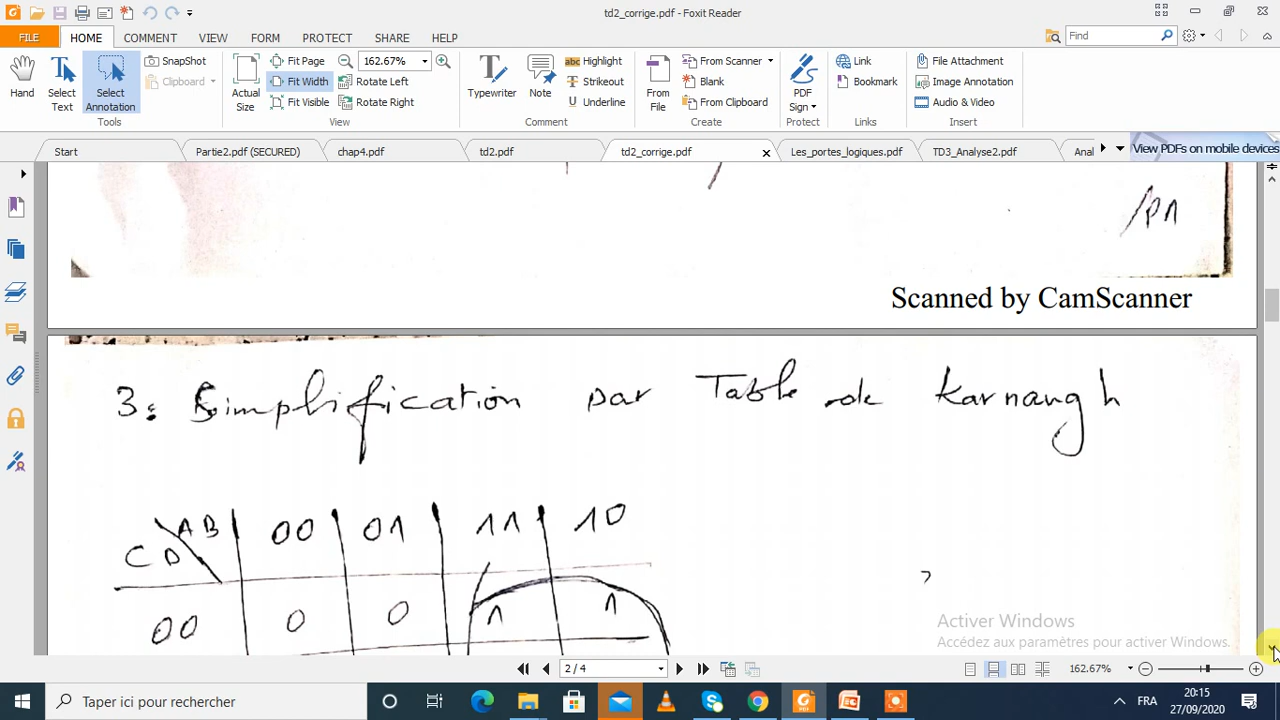 td2_corrige.pdf - Foxit Reader
FILE HOME COMMENT VIEW FORM PROTECT SHARE HELP
Find
Hand
Select Text
Select Annotation
SnapShot
Clipboard
Tools
Actual Size
Fit Page
Fit Width
Fit Visible
162.67%
Rotate Left
Rotate Right
View
Typewriter
Note
Highlight
Strikeout
Underline
Comment
From File
From Scanner
Blank
From Clipboard
Create
PDF Sign
Protect
Link
Bookmark
Links
File Attachment
Image Annotation
Audio & Video
Insert
Start Partie2.pdf (SECURED) chap4.pdf td2.pdf td2_corrige.pdf Les_portes_logiques.pdf TD3_Analyse2.pdf Anal View PDFs on mobile devices
/P1
Scanned by CamScanner
3: Simplification par Table de Karnaugh
AB 00 01 11 10
CD
00 0 0 1 1
Activer Windows
Accédez aux paramètres pour activer Windows.
2 / 4 162.67%
Taper ici pour rechercher
FRA
20:15
27/09/2020